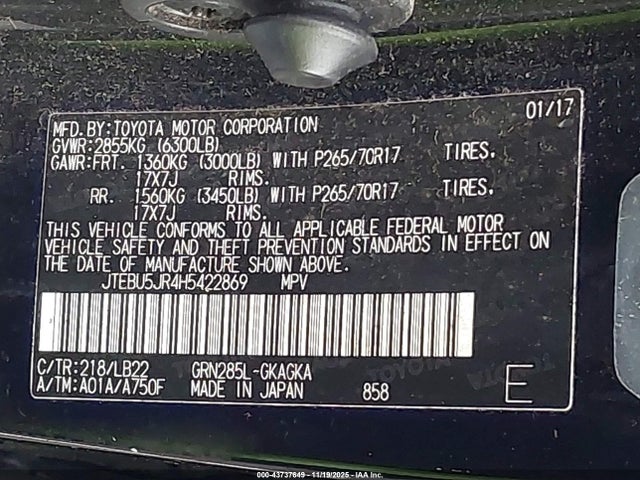 01/17
MFD. BY: TOYOTA MOTOR CORPORATION
GVWR: 2855KG (6300LB)
GAWR: FRT. 1360KG (3000LB) WITH P265/70R17 TIRES.
17X7J RIMS.
RR. 1560KG (3450LB) WITH P265/70R17 TIRES.
17X7J RIMS.
THIS VEHICLE CONFORMS TO ALL APPLICABLE FEDERAL MOTOR
VEHICLE SAFETY AND THEFT PREVENTION STANDARDS IN EFFECT ON
THE DATE OF MANUFACTURE SHOWN ABOVE.
JTEBU5JR4H5422869 MPV
C/TR: 218/LB22 GRN285L-GKAGKA
A/TM: A01A/A750F MADE IN JAPAN 858
E
TOYOTA
000-43737849 - 11/19/2025 - IAA Inc.